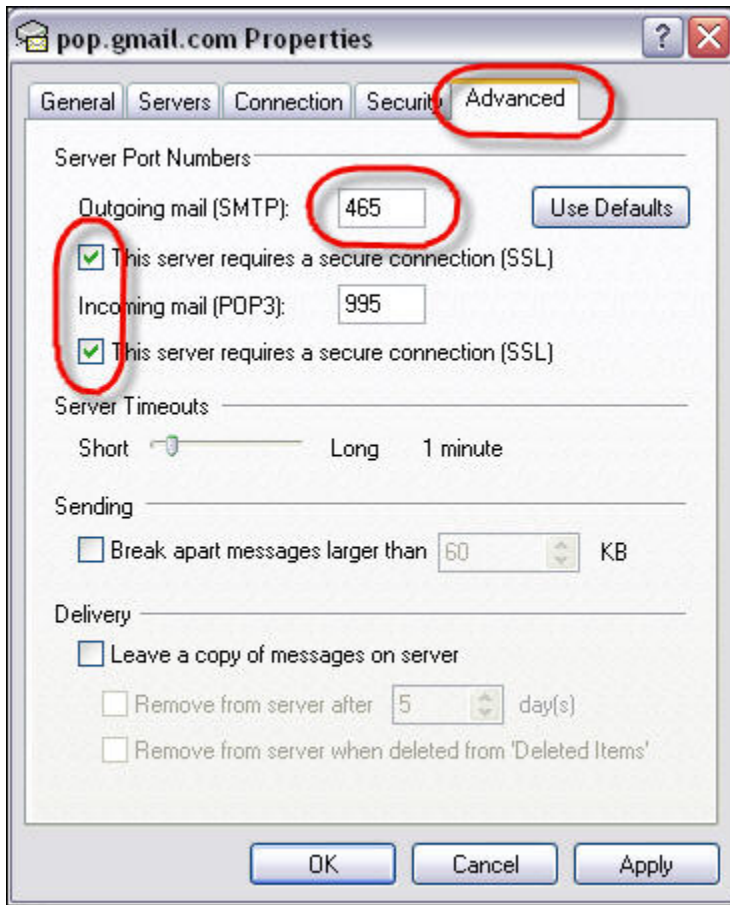 pop.gmail.com Properties
General Servers Connection Security Advanced
Server Port Numbers
Outgoing mail (SMTP): 465 Use Defaults
This server requires a secure connection (SSL)
Incoming mail (POP3): 995
This server requires a secure connection (SSL)
Server Timeouts
Short Long 1 minute
Sending
Break apart messages larger than 60 KB
Delivery
Leave a copy of messages on server
Remove from server after 5 day(s)
Remove from server when deleted from 'Deleted Items'
OK Cancel Apply